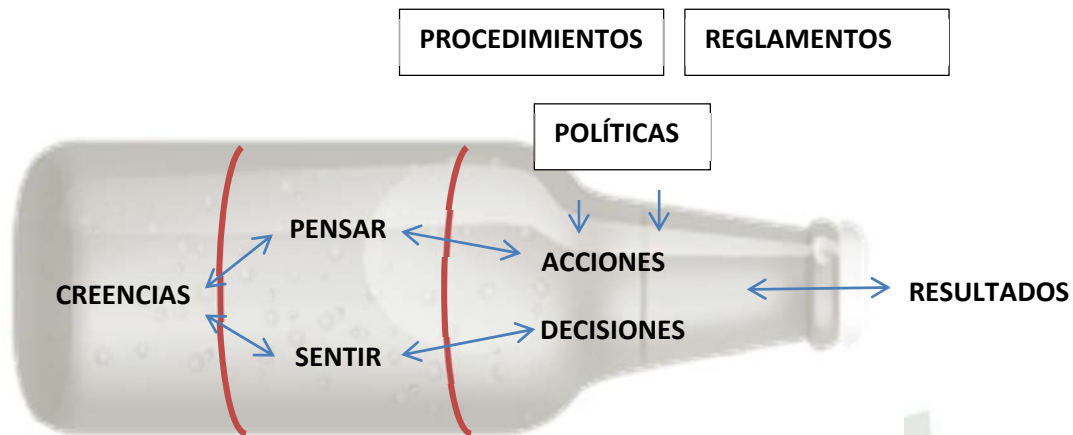 PROCEDIMIENTOS
REGLAMENTOS
POLÍTICAS
PENSAR
ACCIONES
CREENCIAS
RESULTADOS
DECISIONES
SENTIR